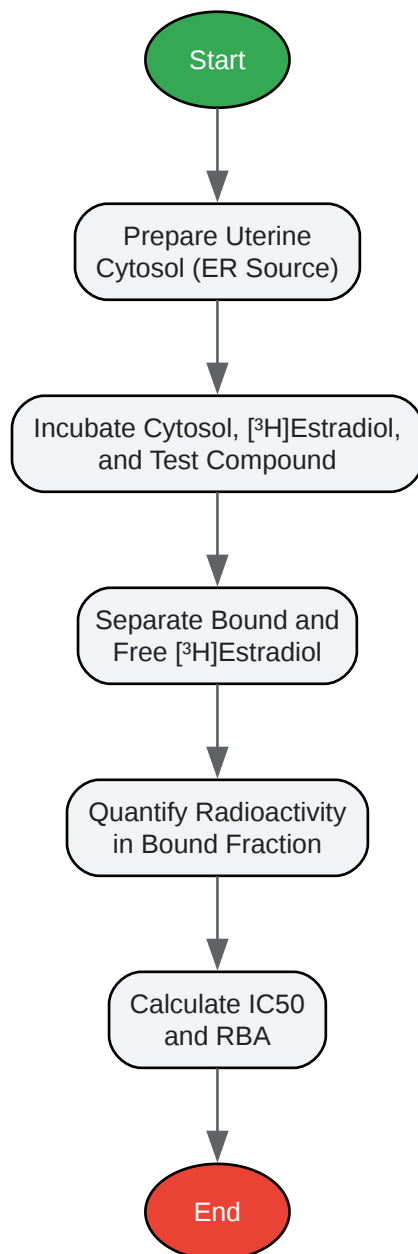 Start
Prepare Uterine
Cytosol (ER Source)
Incubate Cytosol, [³H]Estradiol,
and Test Compound
Separate Bound and
Free [³H]Estradiol
Quantify Radioactivity
in Bound Fraction
Calculate IC50
and RBA
End